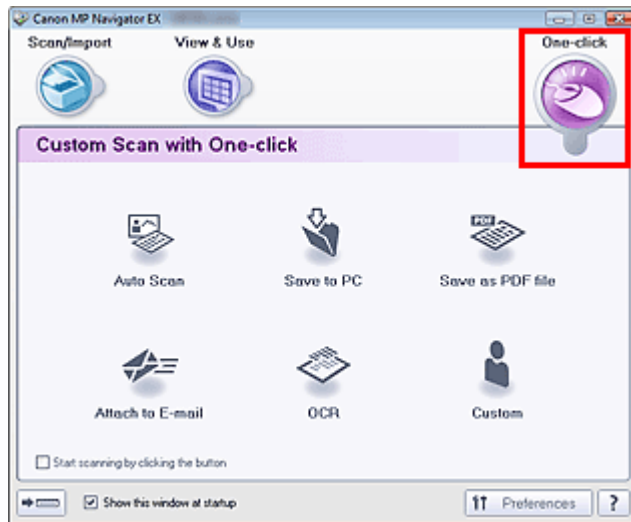 Canon MP Navigator EX
Scan/Import View & Use One-click
Custom Scan with One-click
PDF
Auto Scan Save to PC Save as PDF file
Attach to E-mail OCR Custom
Start scanning by clicking the button
Show this window at startup Preferences ?